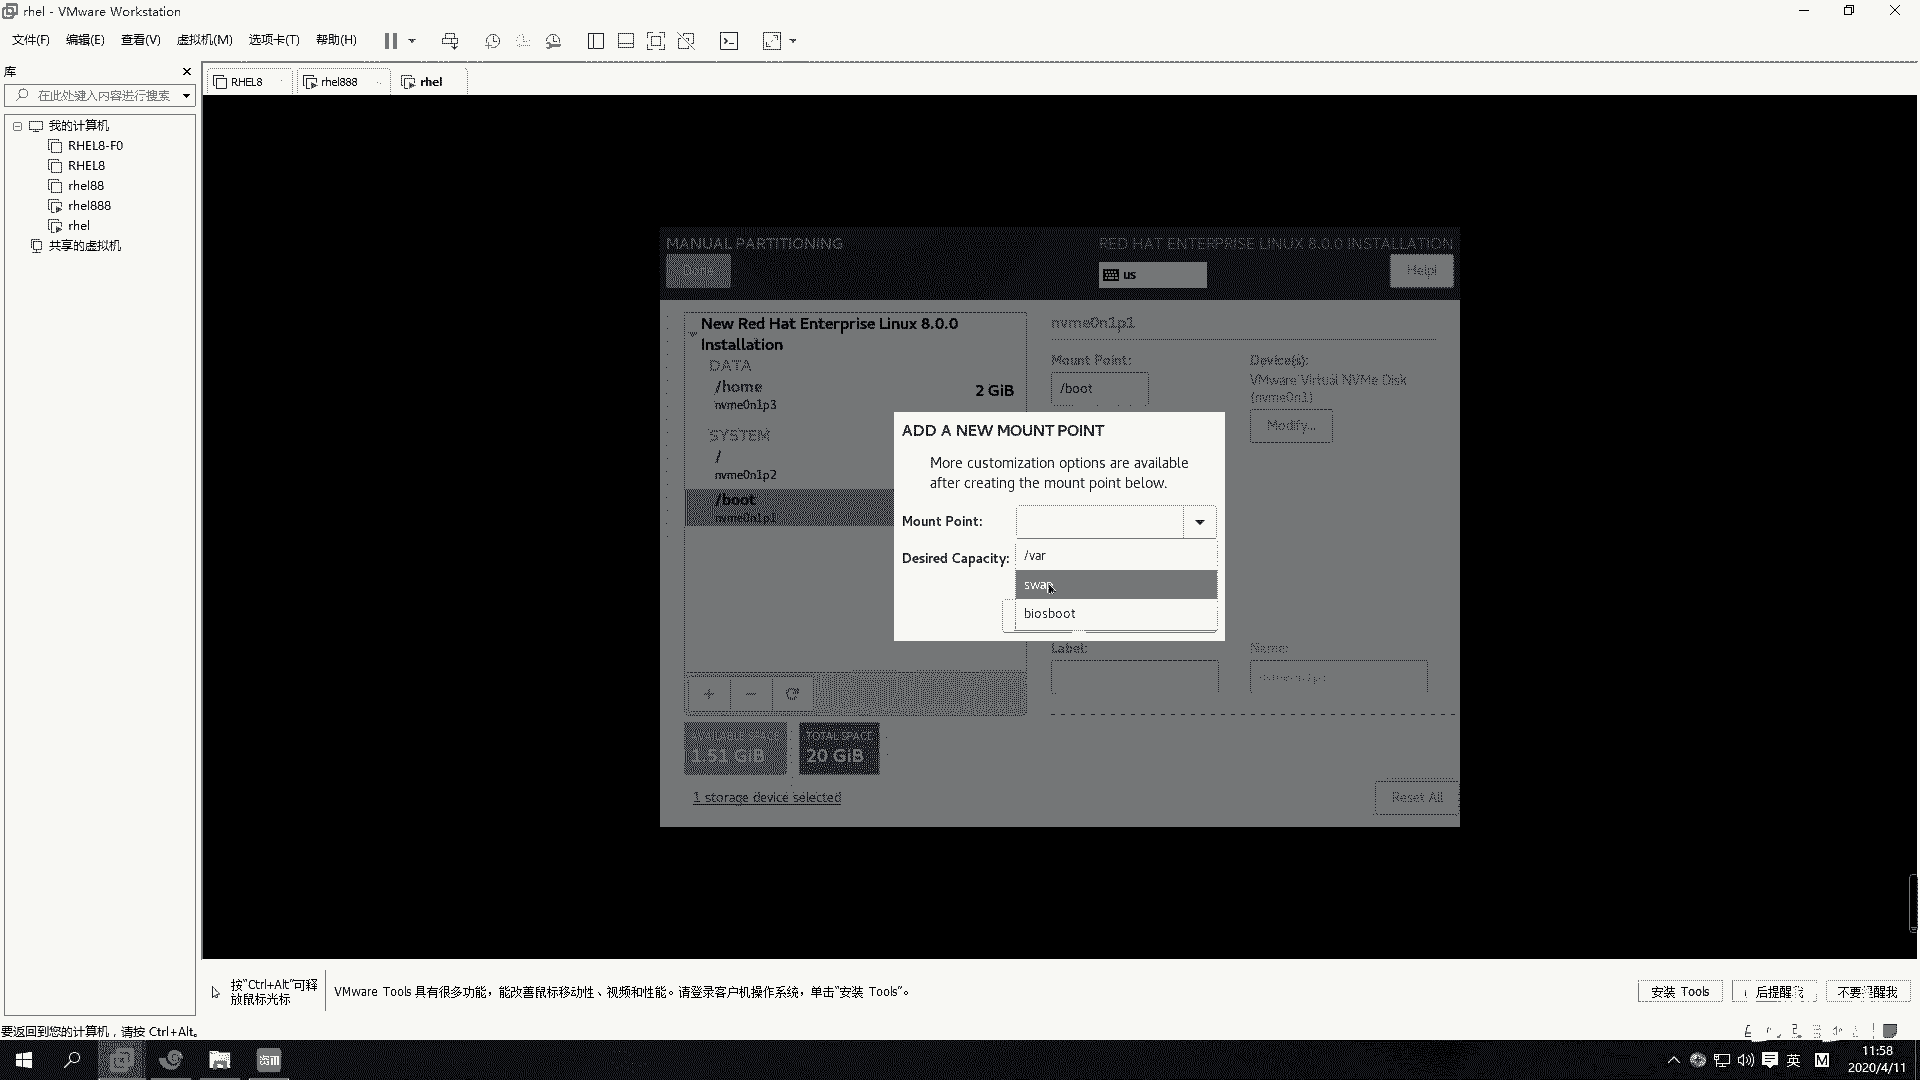 rhel - VMware Workstation
文件(F) 编辑(E) 查看(V) 虚拟机(M) 选项卡(T) 帮助(H)
库
在此处键入内容进行搜索
RHEL8
rhel888
rhel
我的计算机
RHEL8-F0
RHEL8
rhel88
rhel888
rhel
共享的虚拟机
MANUAL PARTITIONING
RED HAT ENTERPRISE LINUX 8.0.0 INSTALLATION
Done
us
Help!
New Red Hat Enterprise Linux 8.0.0
Installation
DATA
/home
2 GiB
nvme0n1p3
SYSTEM
/
nvme0n1p2
/boot
nvme0n1p1
nvme0n1p1
Mount Point:
/boot
Device(s):
VMware Virtual NVMe Disk
(nvme0n1)
Modify...
ADD A NEW MOUNT POINT
More customization options are available
after creating the mount point below.
Mount Point:
Desired Capacity:
/var
swap
biosboot
Label:
Name:
+ −
AVAILABLE SPACE
1.51 GiB
TOTAL SPACE
20 GiB
1 storage device selected
Reset All
按"Ctrl+Alt"可释
放鼠标光标
VMware Tools 具有很多功能，能改善鼠标移动性、视频和性能。请登录客户机操作系统，单击"安装 Tools"。
安装 Tools
后提醒我
不要提醒我
要返回到您的计算机，请按 Ctrl+Alt。
英
M
11:58
2020/4/11